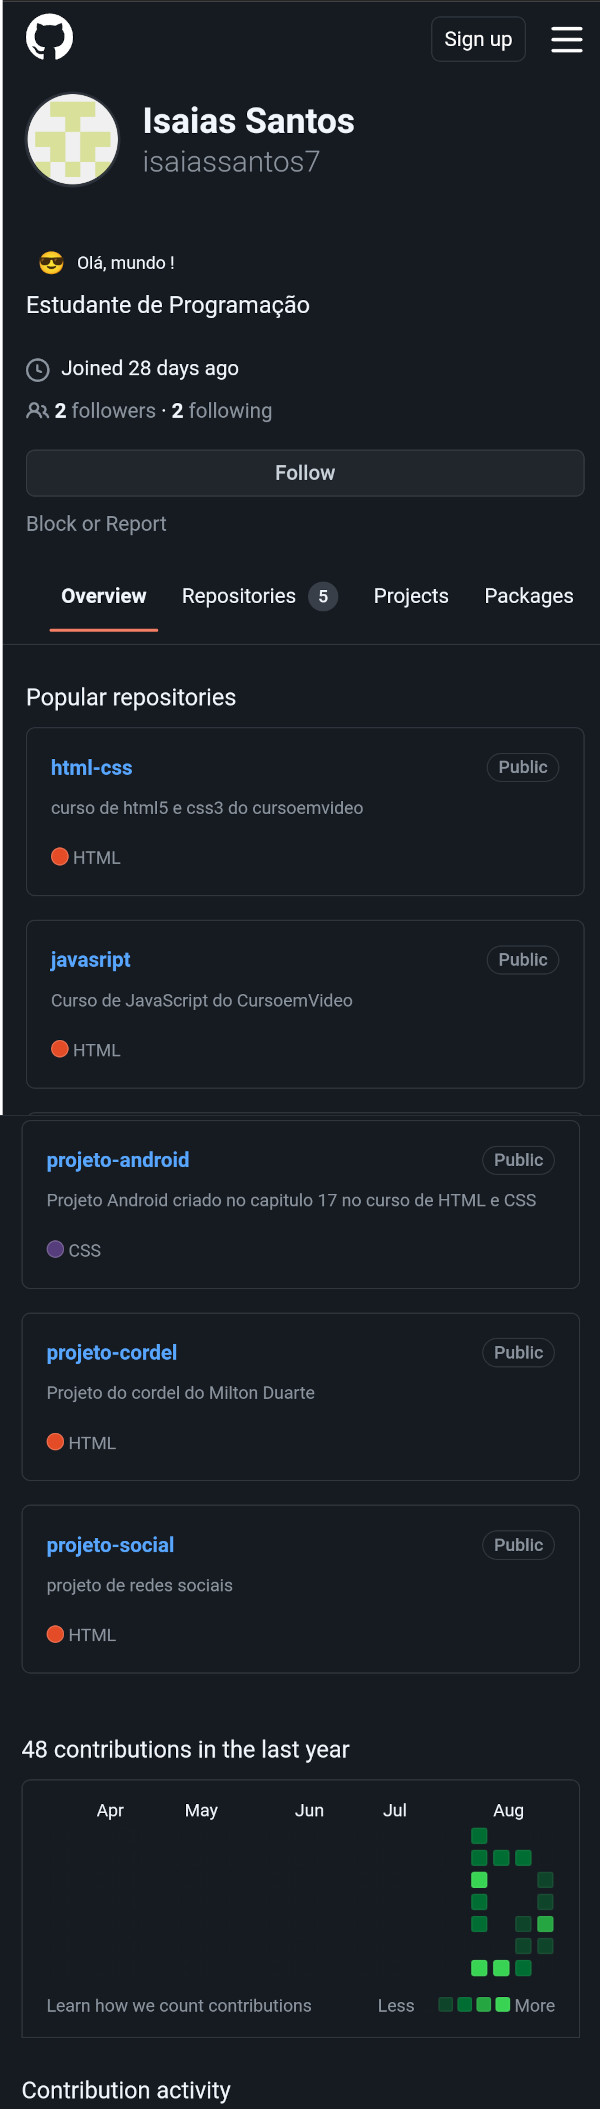 Sign up
Isaias Santos
isaiassantos7
😎 Olá, mundo !
Estudante de Programação
Joined 28 days ago
2 followers · 2 following
Follow
Block or Report
Overview Repositories 5 Projects Packages
Popular repositories
html-css Public
curso de html5 e css3 do cursoemvideo
HTML
javasript Public
Curso de JavaScript do CursoemVideo
HTML
projeto-android Public
Projeto Android criado no capitulo 17 no curso de HTML e CSS
CSS
projeto-cordel Public
Projeto do cordel do Milton Duarte
HTML
projeto-social Public
projeto de redes sociais
HTML
48 contributions in the last year
Apr May Jun Jul Aug
Learn how we count contributions Less More
Contribution activity